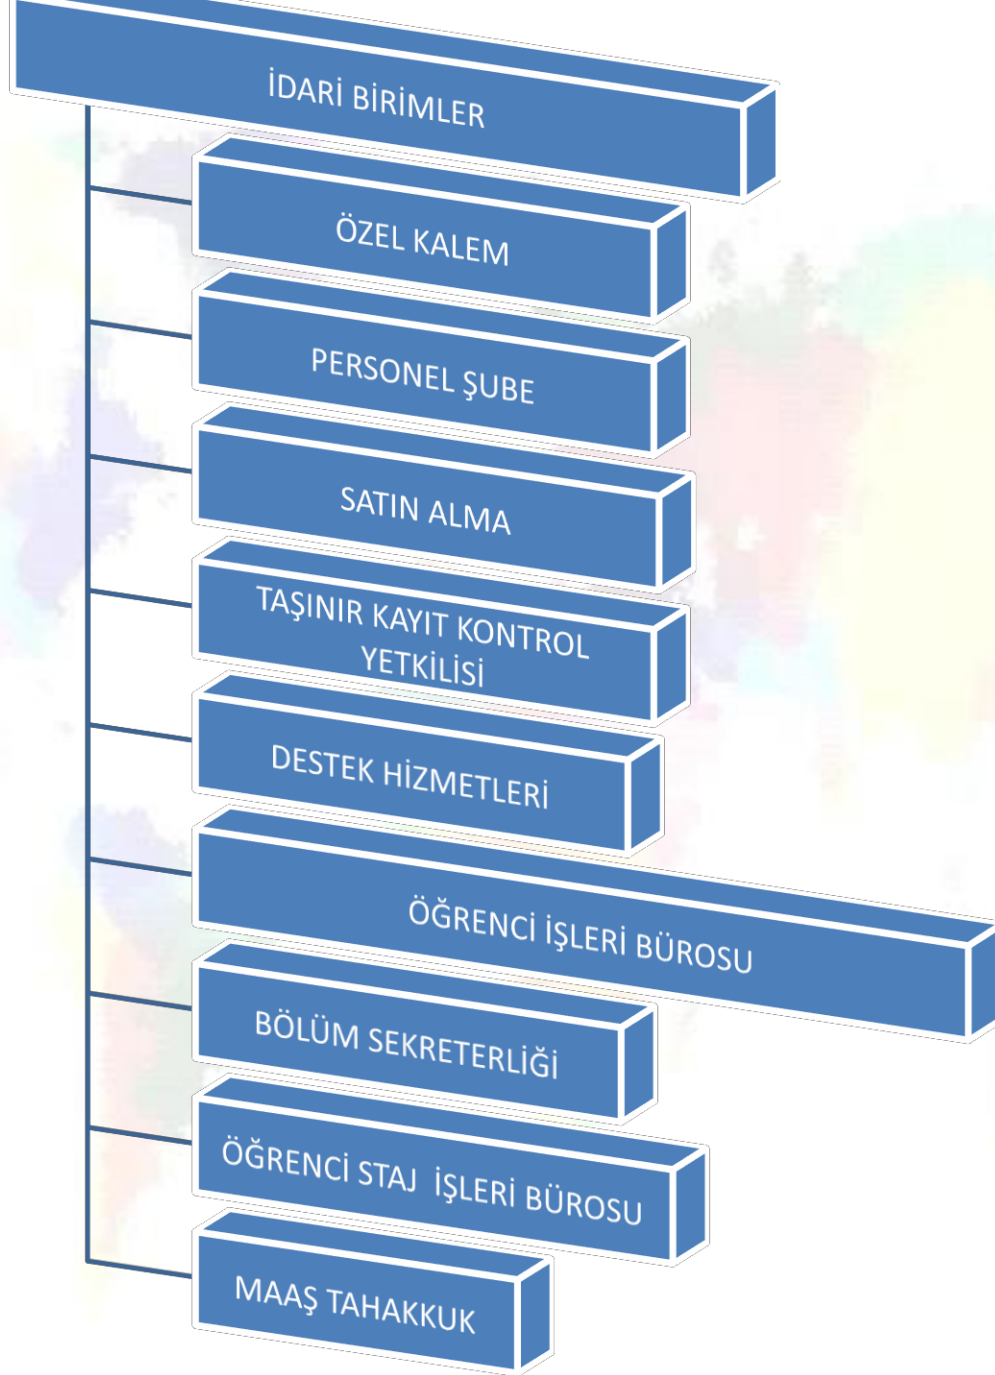 İDARİ BİRİMLER
ÖZEL KALEM
PERSONEL ŞUBE
SATIN ALMA
TAŞINIR KAYIT KONTROL
YETKİLİSİ
DESTEK HİZMETLERİ
ÖĞRENCİ İŞLERİ BÜROSU
BÖLÜM SEKRETERLİĞİ
ÖĞRENCİ STAJ  İŞLERİ BÜROSU
MAAŞ TAHAKKUK